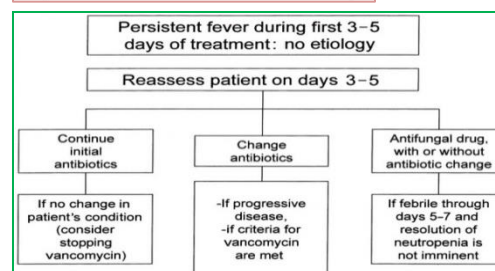 Persistent fever during first 3–5
days of treatment: no etiology
Reassess patient on days 3–5
Continue
initial
antibiotics
Change
antibiotics
Antifungal drug,
with or without
antibiotic change
If no change in
patient's condition
(consider
stopping
vancomycin)
-If progressive
disease,
-if criteria for
vancomycin
are met
If febrile through
days 5–7 and
resolution of
neutropenia is
not imminent